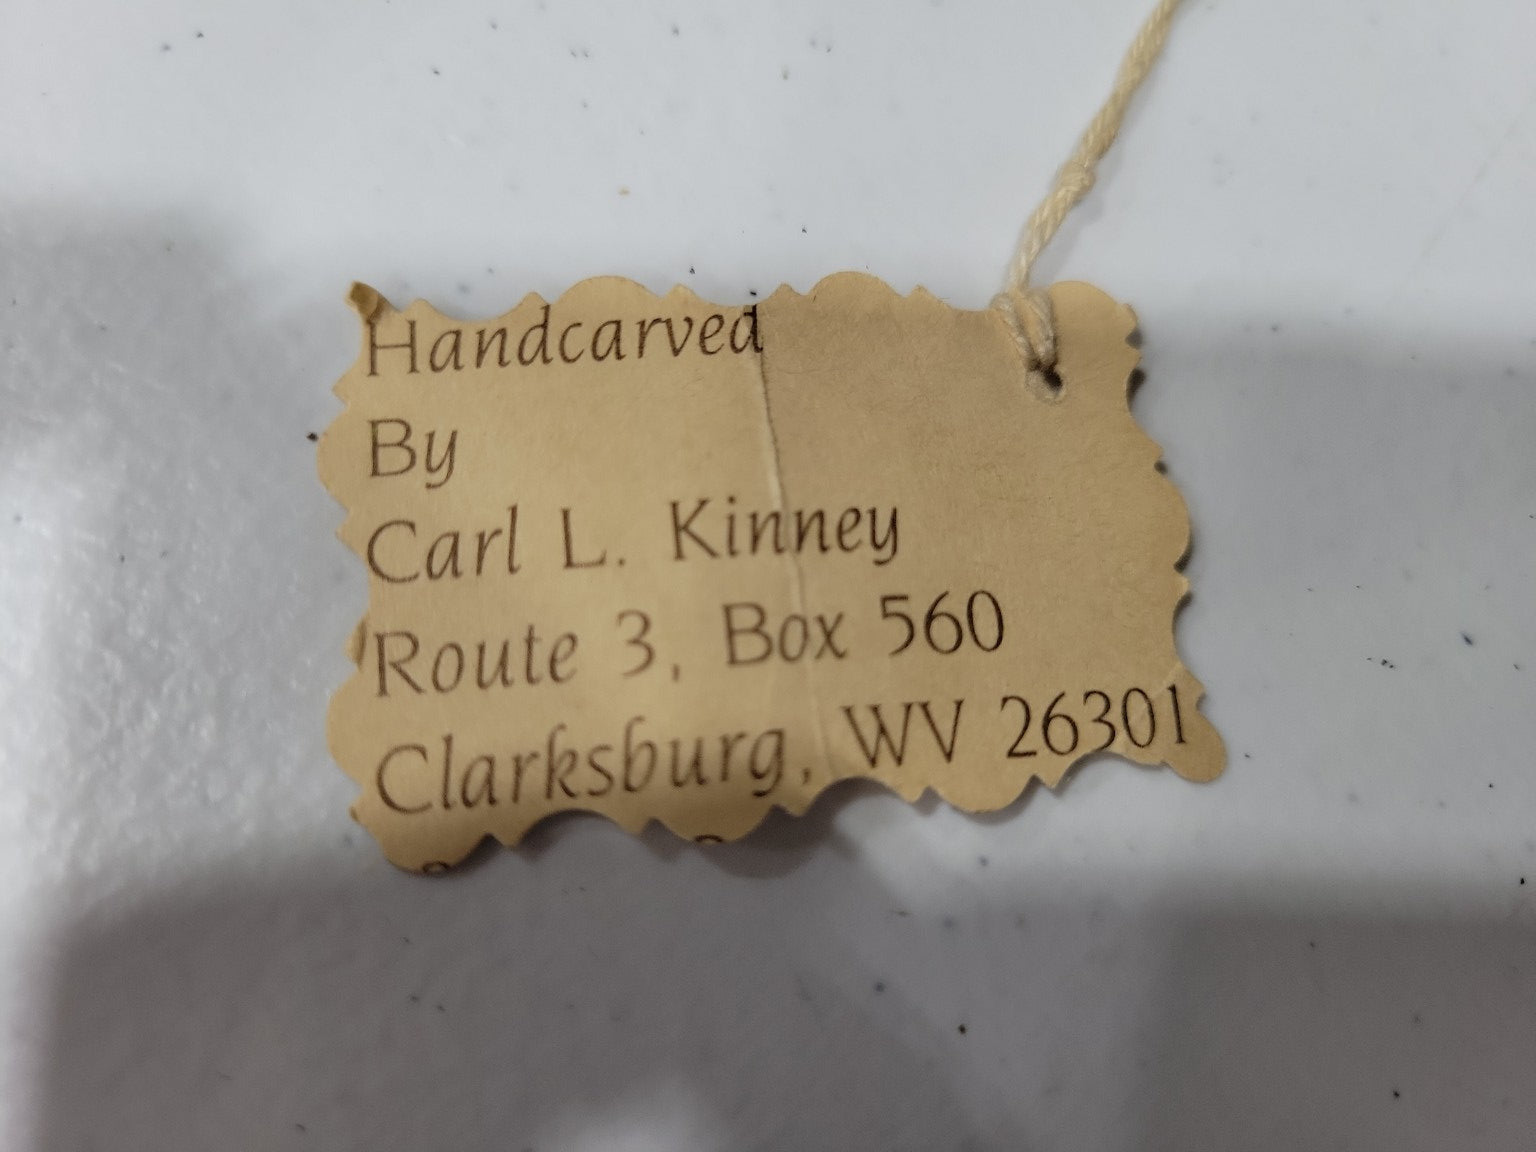 Handcarved
By
Carl L. Kinney
Route 3, Box 560
Clarksburg, WV 26301